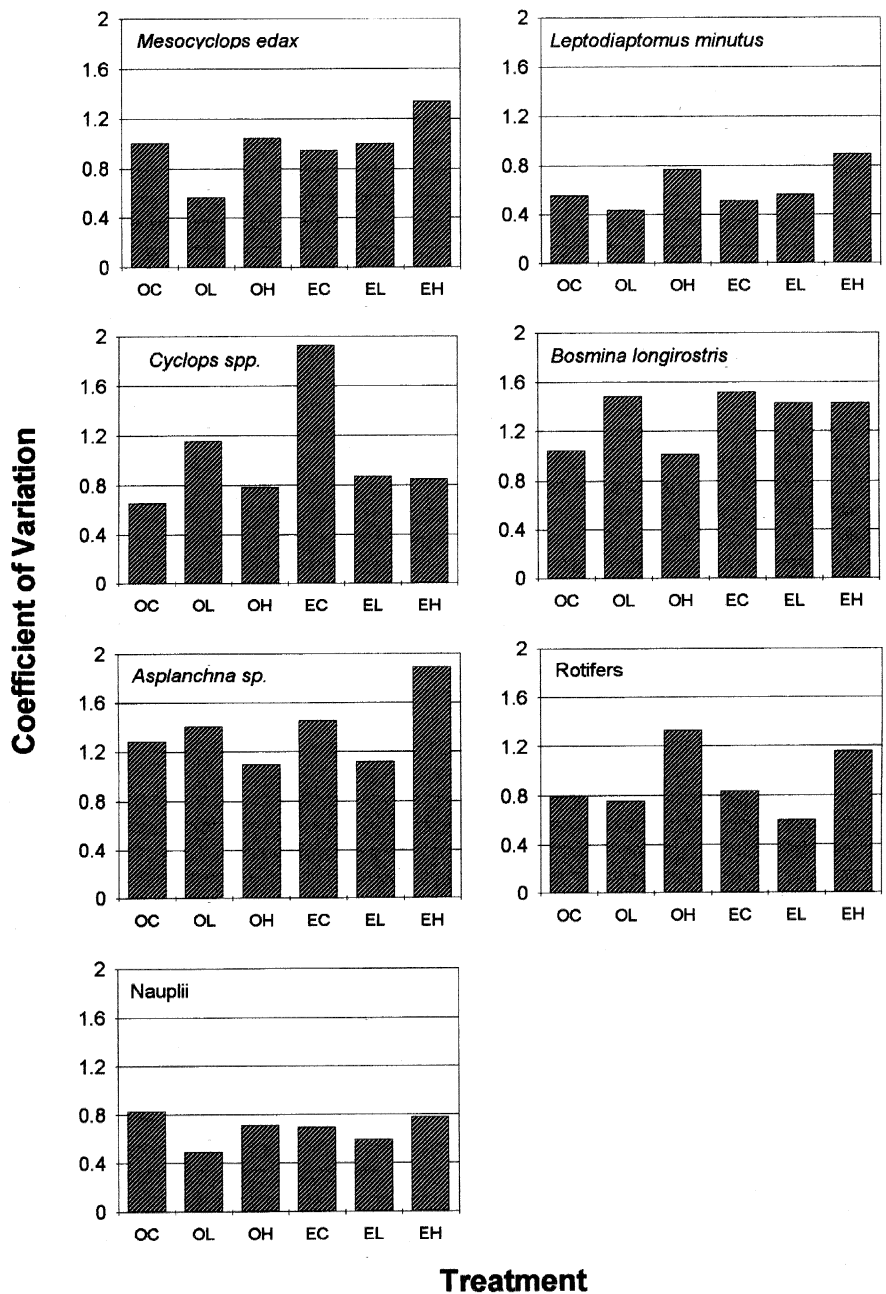 Mesocyclops edax
2
1.6
1.2
0.8
0.4
0
OC OL OH EC EL EH
Leptodiaptomus minutus
2
1.6
1.2
0.8
0.4
0
OC OL OH EC EL EH
Cyclops spp.
2
1.6
1.2
0.8
0.4
0
OC OL OH EC EL EH
Bosmina longirostris
2
1.6
1.2
0.8
0.4
0
OC OL OH EC EL EH
Asplanchna sp.
2
1.6
1.2
0.8
0.4
0
OC OL OH EC EL EH
Rotifers
2
1.6
1.2
0.8
0.4
0
OC OL OH EC EL EH
Nauplii
2
1.6
1.2
0.8
0.4
0
OC OL OH EC EL EH
Coefficient of Variation
Treatment